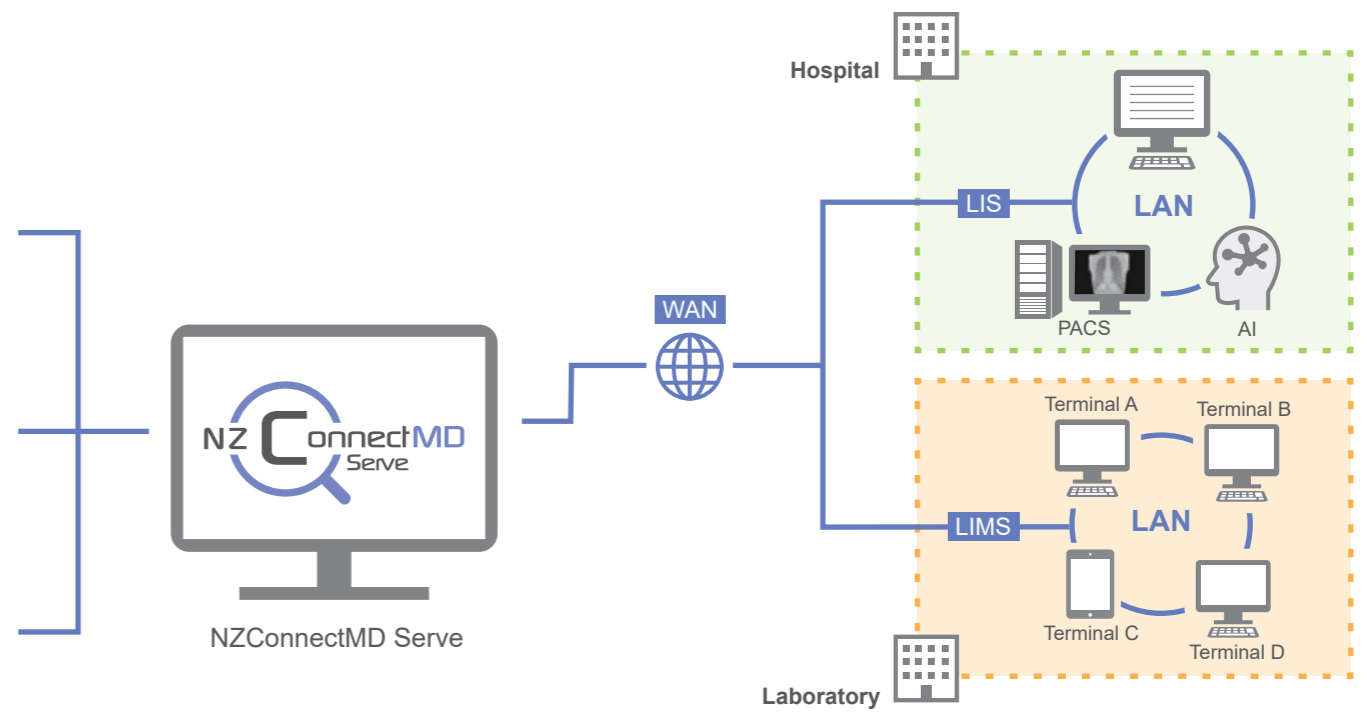 Hospital
LAN
LIS
PACS
AI
WAN
NZ ConnectMD
Serve
NZConnectMD Serve
Terminal A
Terminal B
LAN
LIMS
Terminal C
Terminal D
Laboratory